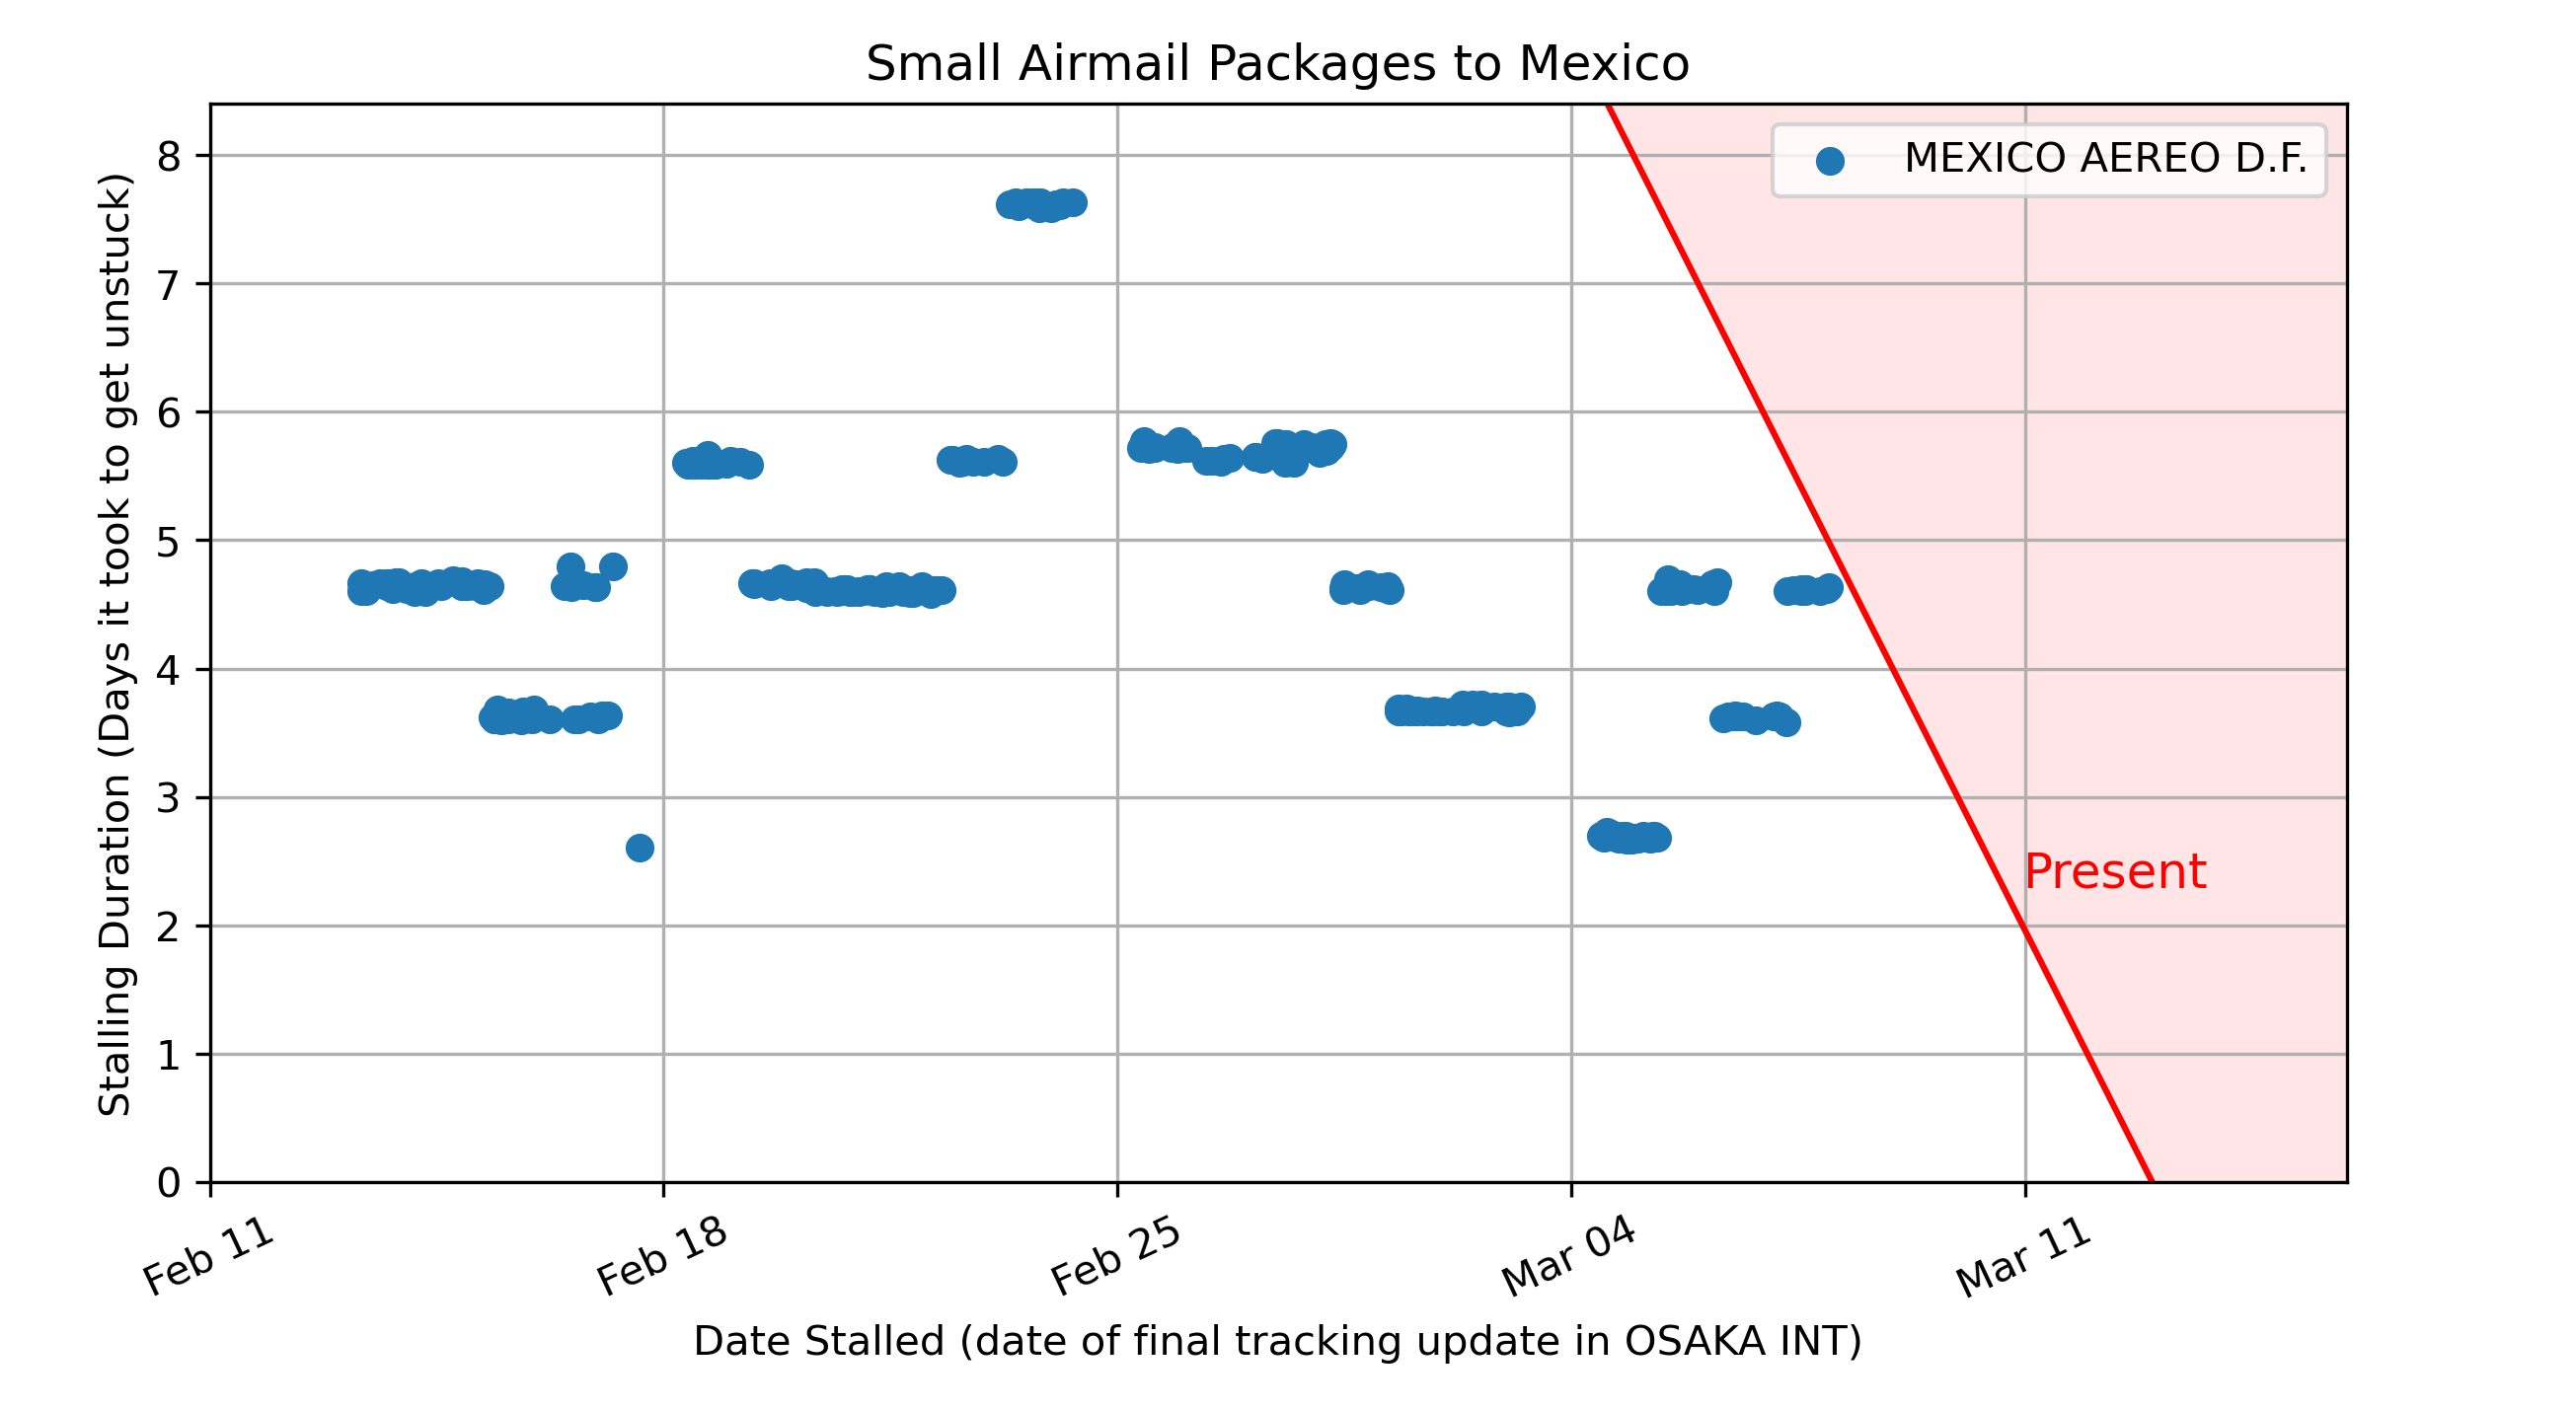 Small Airmail Packages to Mexico
MEXICO AEREO D.F.
Stalling Duration (Days it took to get unstuck)
8
7
6
5
4
3
2
1
0
Present
Feb 11
Feb 18
Feb 25
Mar 04
Mar 11
Date Stalled (date of final tracking update in OSAKA INT)